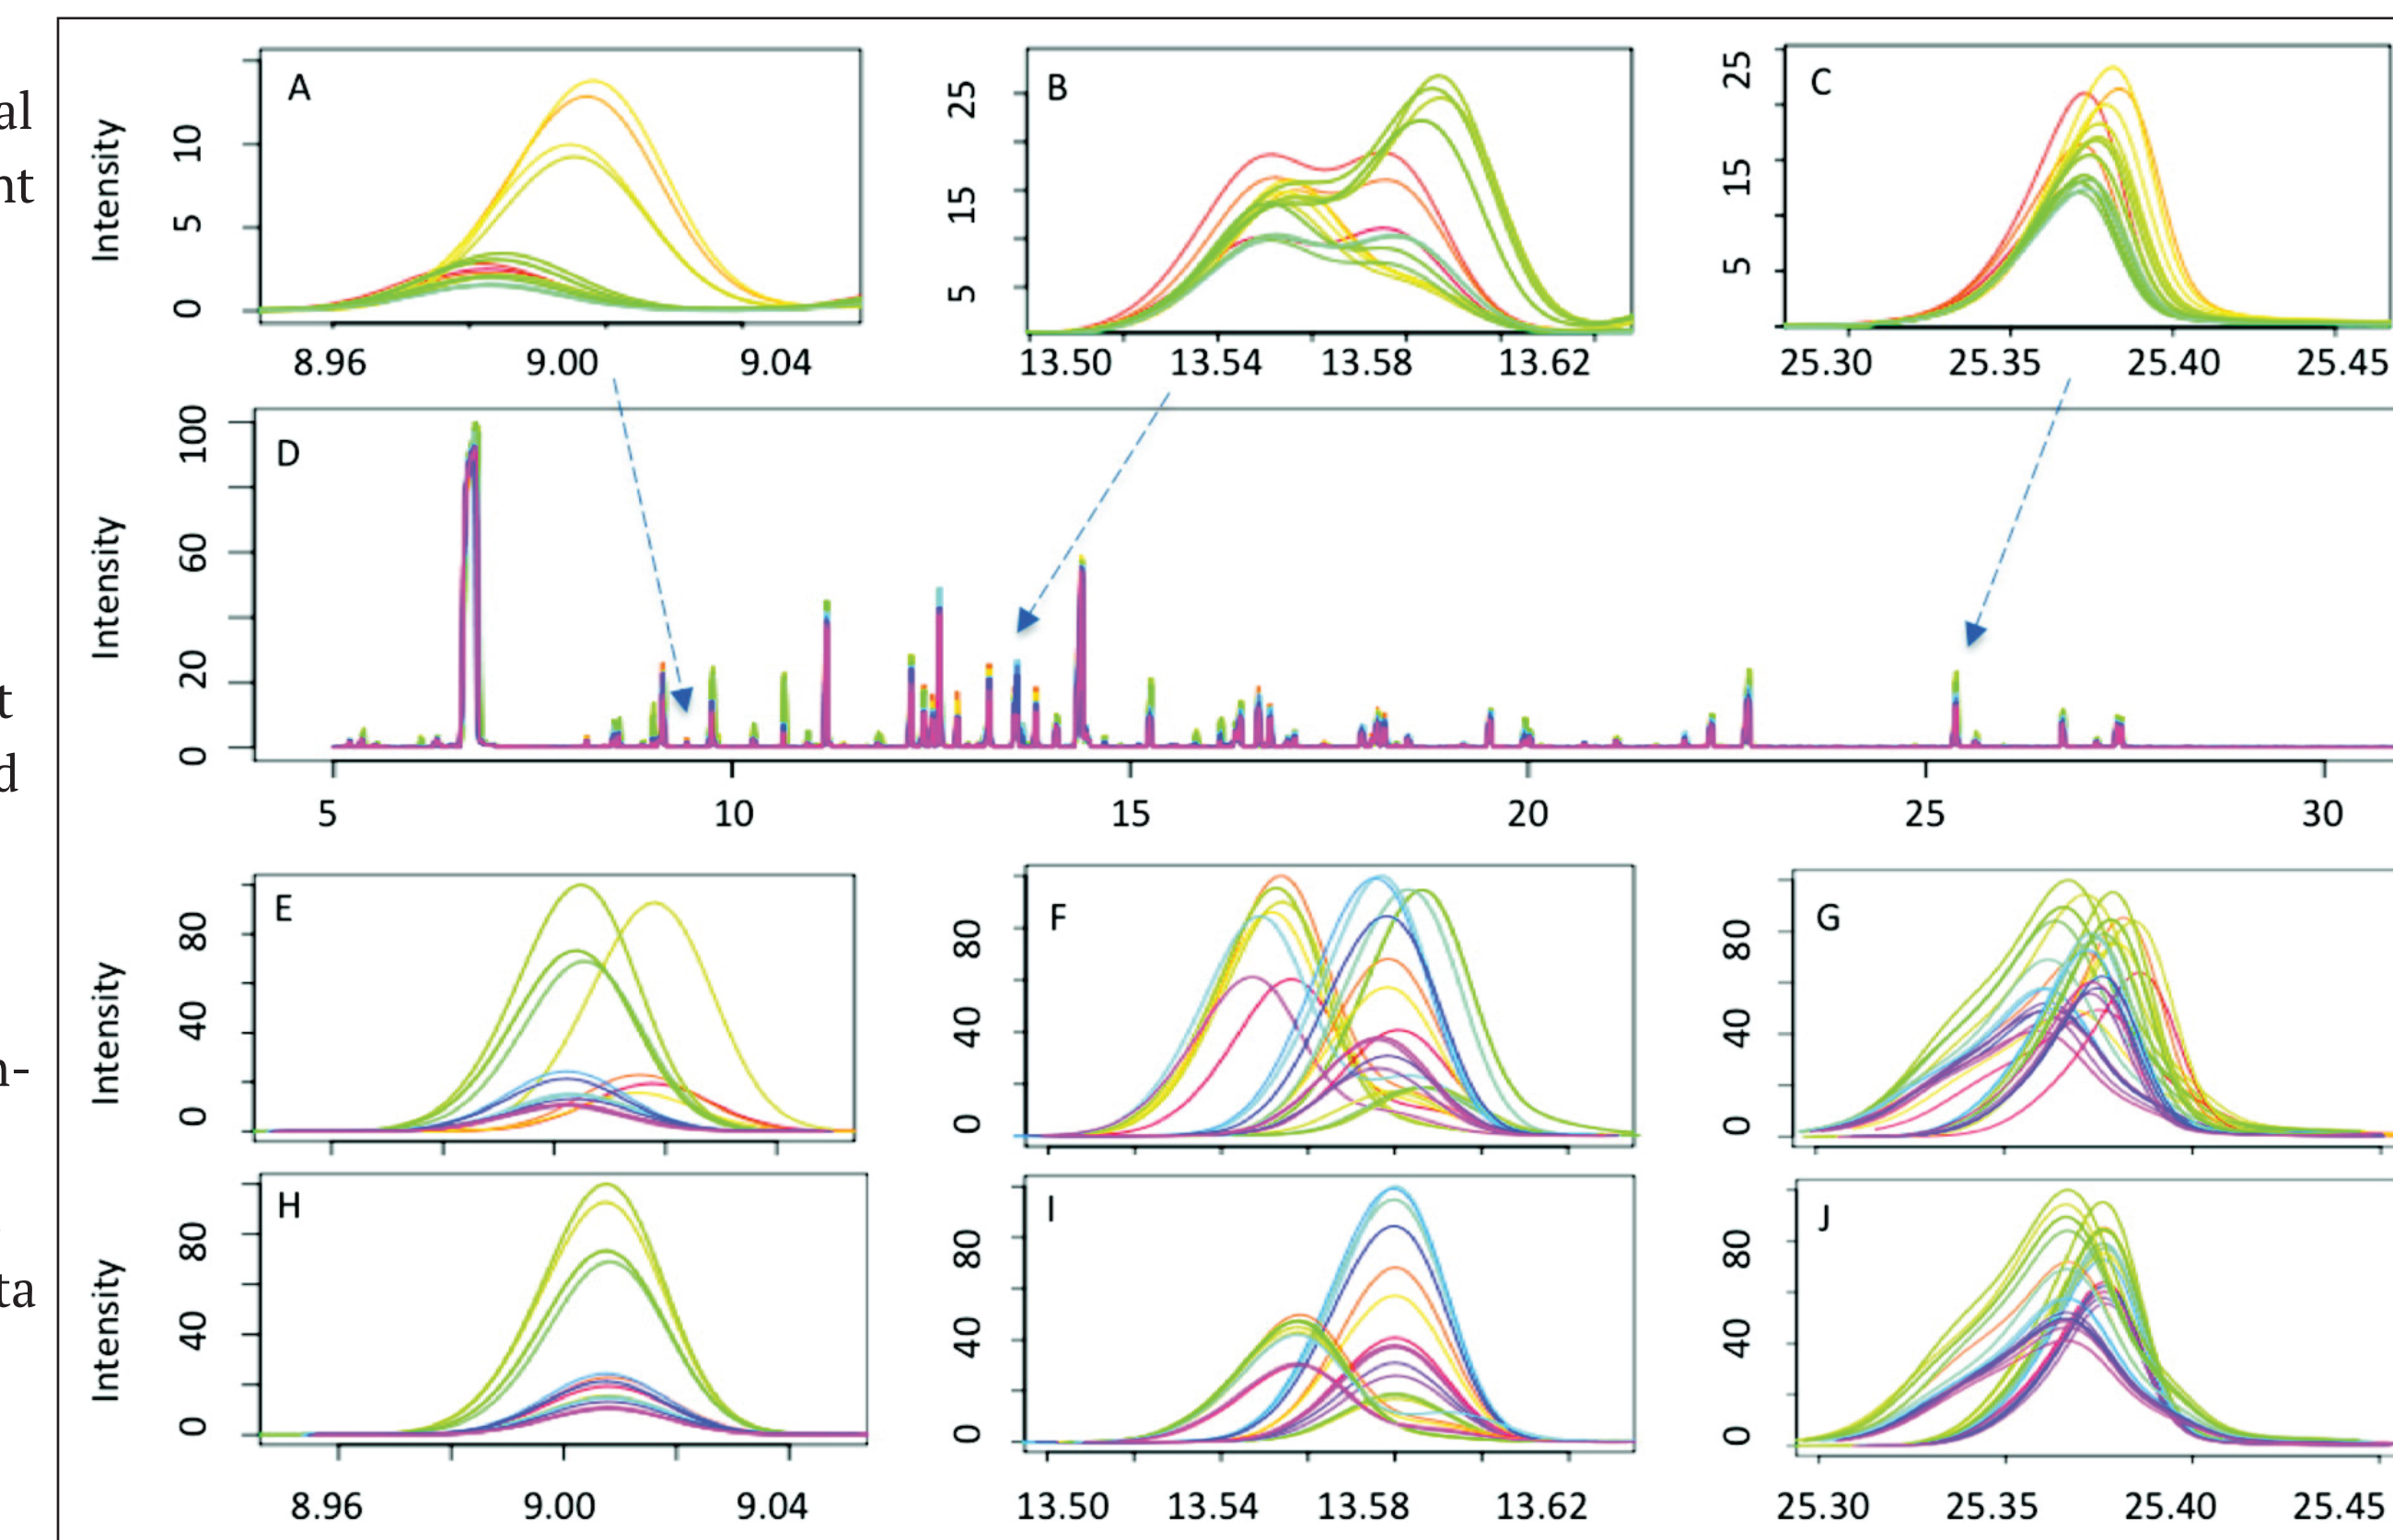 al
nt
t
d
n-
ta
A
Intensity
0 5 10
8.96 9.00 9.04
B
5 15 25
13.50 13.54 13.58 13.62
C
5 15 25
25.30 25.35 25.40 25.45
D
Intensity
0 20 60 100
5 10 15 20 25 30
E
Intensity
0 40 80
F
0 40 80
G
0 40 80
H
Intensity
0 40 80
8.96 9.00 9.04
I
0 40 80
13.50 13.54 13.58 13.62
J
0 40 80
25.30 25.35 25.40 25.45